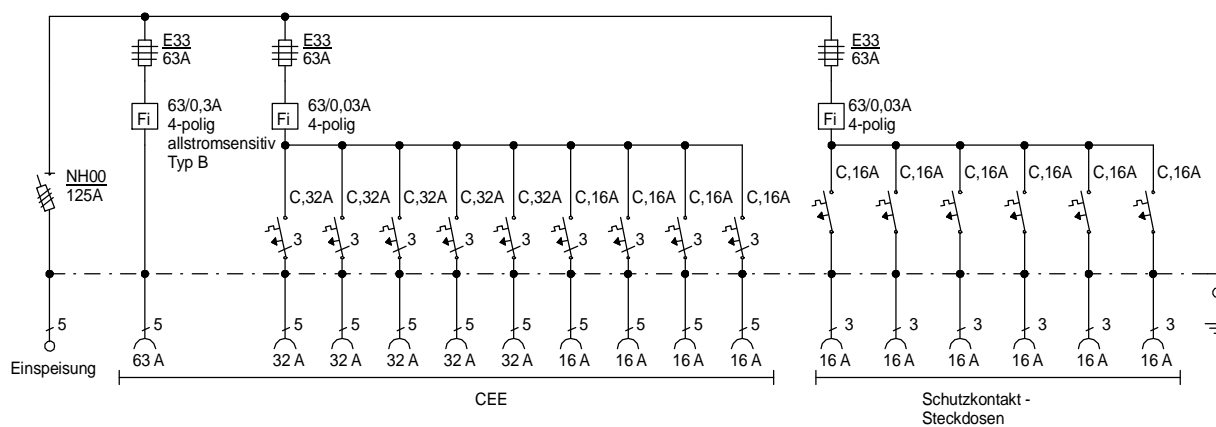 E33
63A
E33
63A
E33
63A
Fi
63/0,3A
4-polig
allstromsensitiv
Typ B
Fi
63/0,03A
4-polig
Fi
63/0,03A
4-polig
NH00
125A
C,32A C,32A C,32A C,32A C,32A C,16A C,16A C,16A C,16A
C,16A C,16A C,16A C,16A C,16A C,16A
3 3 3 3 3 3 3 3 3
5 5 5 5 5 5 5 5 5 5 5 3 3 3 3 3 3
Einspeisung
63 A 32 A 32 A 32 A 32 A 32 A 16 A 16 A 16 A 16 A 16 A 16 A 16 A 16 A 16 A 16 A
CEE
Schutzkontakt -
Steckdosen